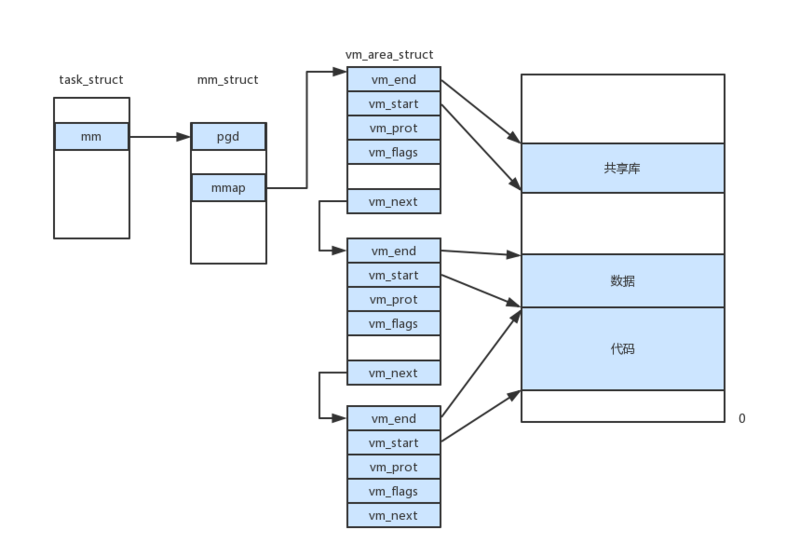 task_struct
mm
mm_struct
pgd
mmap
vm_area_struct
vm_end
vm_start
vm_prot
vm_flags
vm_next
vm_end
vm_start
vm_prot
vm_flags
vm_next
vm_end
vm_start
vm_prot
vm_flags
vm_next
共享库
数据
代码
0